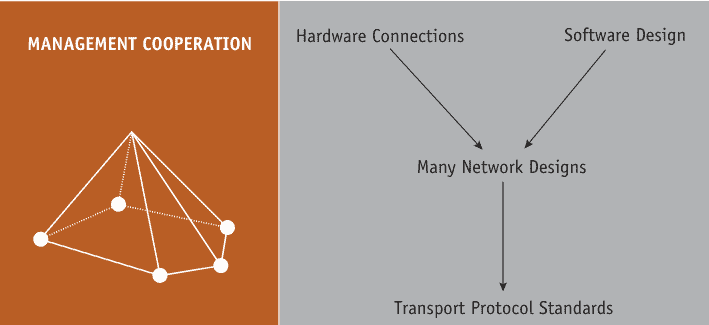 MANAGEMENT COOPERATION
Hardware Connections
Software Design
Many Network Designs
Transport Protocol Standards